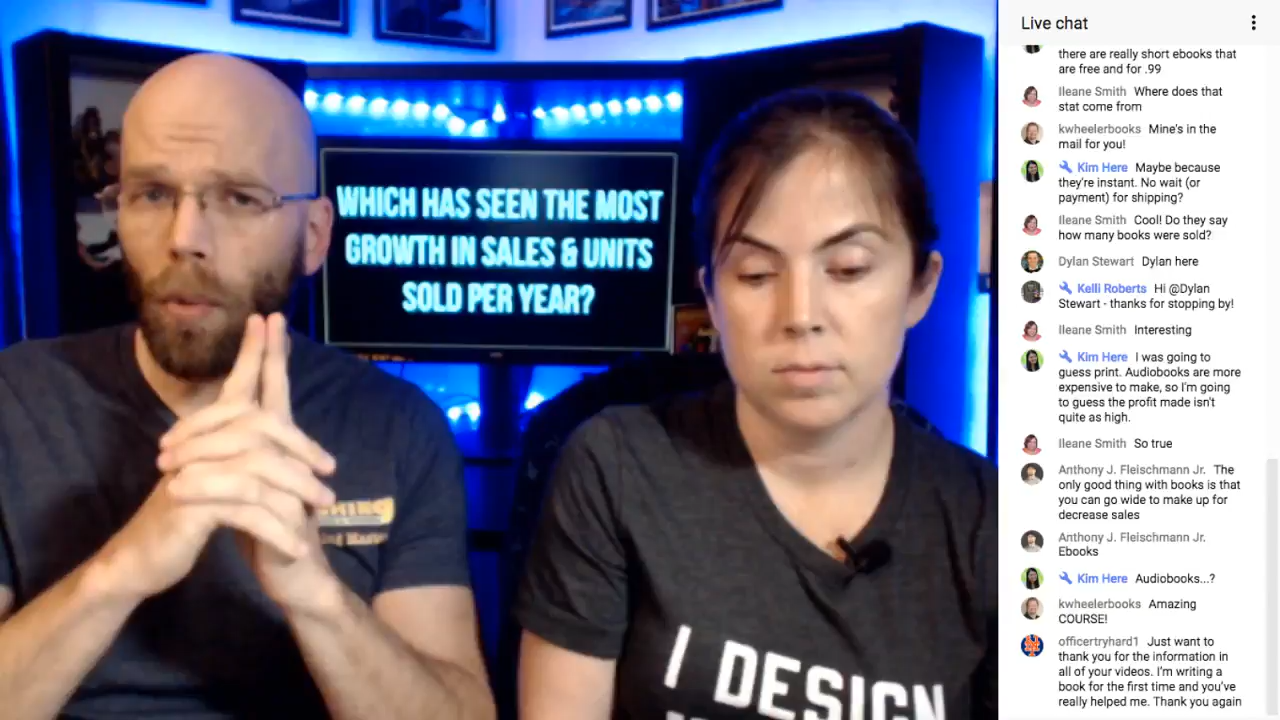 WHICH HAS SEEN THE MOST
GROWTH IN SALES & UNITS
SOLD PER YEAR?
I DESIGN
Live chat
there are really short ebooks that
are free and for .99
Ileane Smith Where does that
stat come from
kwheelerbooks Mine's in the
mail for you!
Kim Here Maybe because
they're instant. No wait (or
payment) for shipping?
Ileane Smith Cool! Do they say
how many books were sold?
Dylan Stewart Dylan here
Kelli Roberts Hi @Dylan
Stewart - thanks for stopping by!
Ileane Smith Interesting
Kim Here I was going to
guess print. Audiobooks are more
expensive to make, so I'm going
to guess the profit made isn't
quite as high.
Ileane Smith So true
Anthony J. Fleischmann Jr. The
only good thing with books is that
you can go wide to make up for
decrease sales
Anthony J. Fleischmann Jr.
Ebooks
Kim Here Audiobooks...?
kwheelerbooks Amazing
COURSE!
officertryhard1 Just want to
thank you for the information in
all of your videos. I'm writing a
book for the first time and you've
really helped me. Thank you again